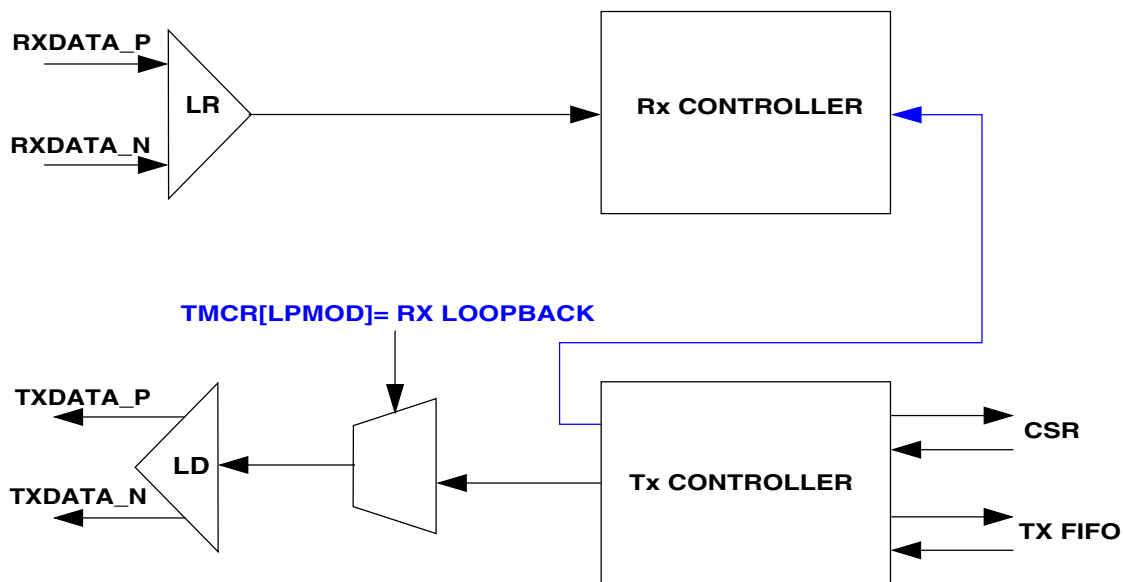 RXDATA_P
LR
Rx CONTROLLER
RXDATA_N
TMCR[LPMOD]= RX LOOPBACK
TXDATA_P
CSR
LD
Tx CONTROLLER
TXDATA_N
TX FIFO